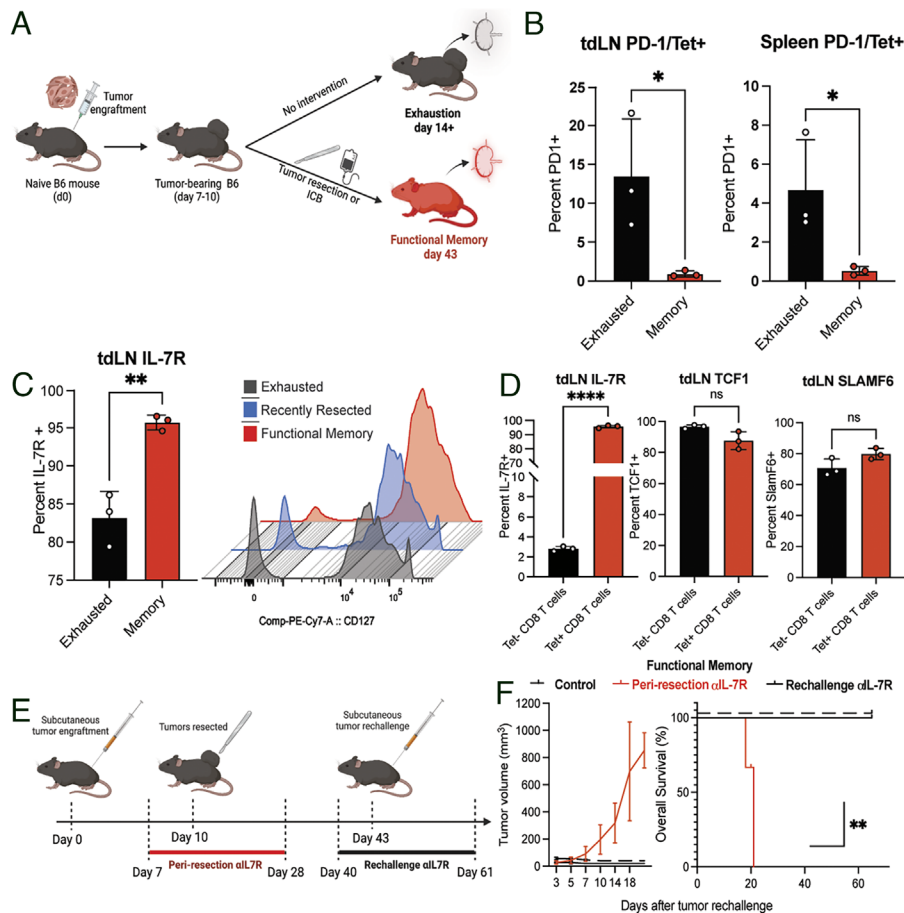 A
Tumor
engraftment
Naive B6 mouse
(d0)
Tumor-bearing B6
(day 7-10)
No intervention
Tumor resection or
ICB
Exhaustion
day 14+
Functional Memory
day 43
B
tdLN PD-1/Tet+
Percent PD1+
25
20
15
10
5
0
*
Exhausted
Memory
Spleen PD-1/Tet+
Percent PD1+
10
8
6
4
2
0
*
Exhausted
Memory
C
tdLN IL-7R
Percent IL-7R +
100
95
90
85
80
75
**
Exhausted
Memory
Exhausted
Recently Resected
Functional Memory
0
10^4
10^5
Comp-PE-Cy7-A :: CD127
D
tdLN IL-7R
Percent IL-7R+
100
90
80
70
10
8
6
4
2
0
****
Tet- CD8 T cells
Tet+ CD8 T cells
tdLN TCF1
Percent TCF1+
100
80
60
40
20
0
ns
Tet- CD8 T cells
Tet+ CD8 T cells
tdLN SLAMF6
Percent SlamF6+
100
80
60
40
20
0
ns
Tet- CD8 T cells
Tet+ CD8 T cells
Functional Memory
E
Subcutaneous
tumor engraftment
Tumors resected
Subcutaneous
tumor rechallenge
Day 0
Day 10
Day 43
Peri-resection αIL7R
Rechallenge αIL7R
Day 7
Day 28
Day 40
Day 61
F
Control
Peri-resection αIL-7R
Rechallenge αIL-7R
Tumor volume (mm³)
1200
1000
800
600
400
200
0
3
5
7
10
14
18
Overall Survival (%)
100
50
0
0
20
40
60
**
Days after tumor rechallenge